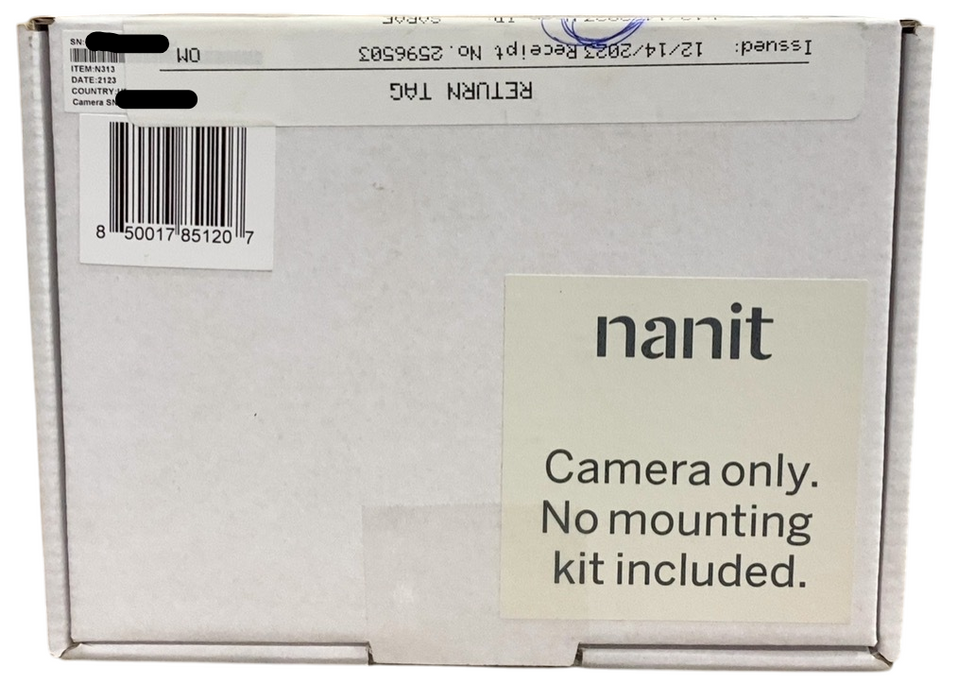 SN:
ITEM:N313
DATE:2123
COUNTRY:
Camera SN
OM
Issued: 12/14/2023 Receipt No. 2596503
RETURN TAG
8 50017 85120 7
nanit
Camera only.
No mounting
kit included.